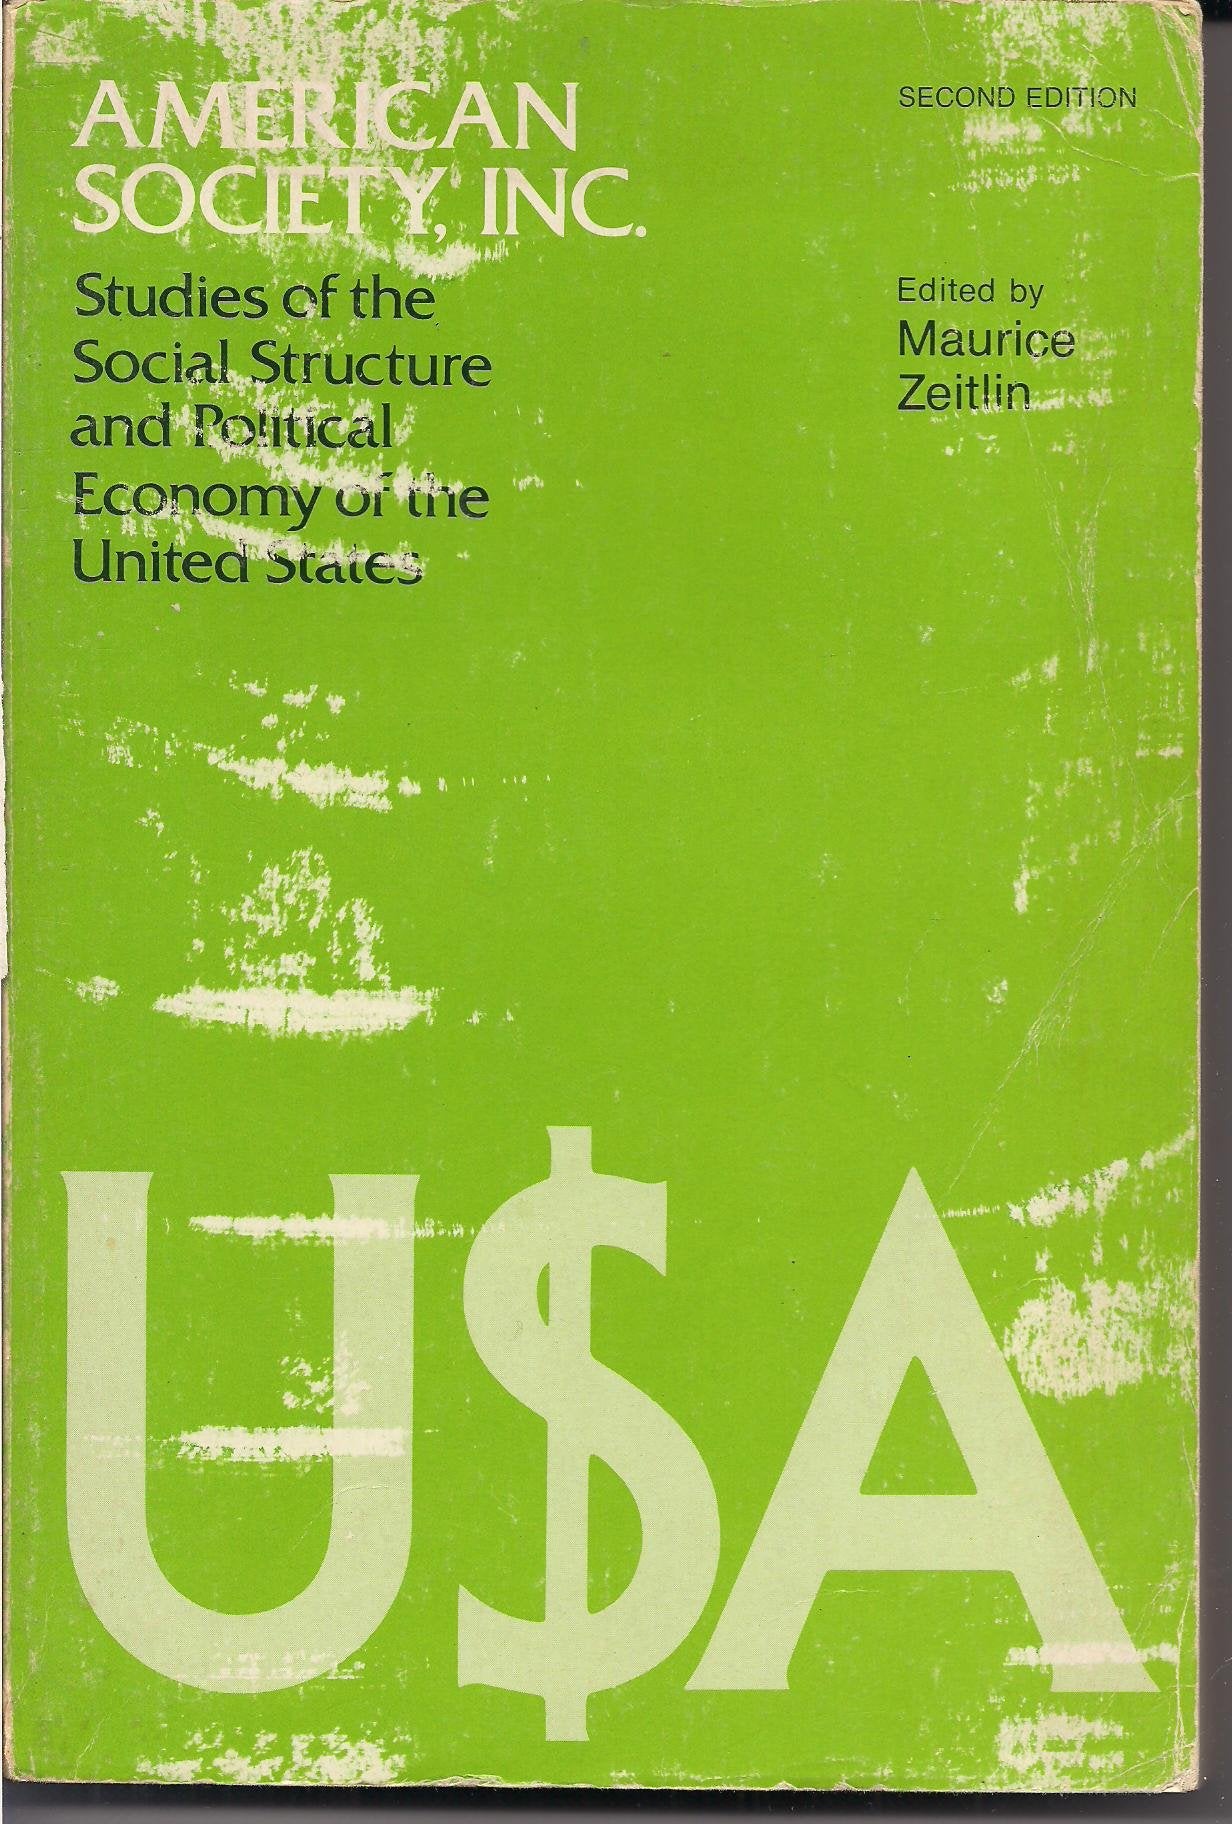 AMERICAN
SOCIETY, INC.
SECOND EDITION
Studies of the
Social Structure
and Political
Economy of the
United States
Edited by
Maurice
Zeitlin
U$A